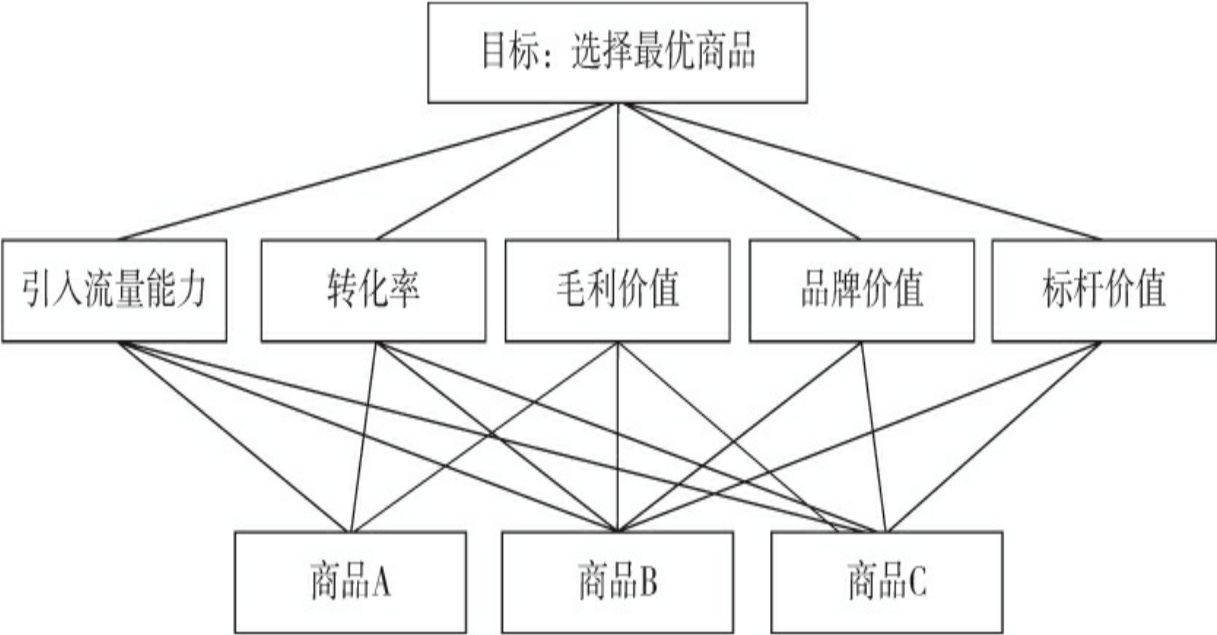 目标：选择最优商品
引入流量能力
转化率
毛利价值
品牌价值
标杆价值
商品A
商品B
商品C